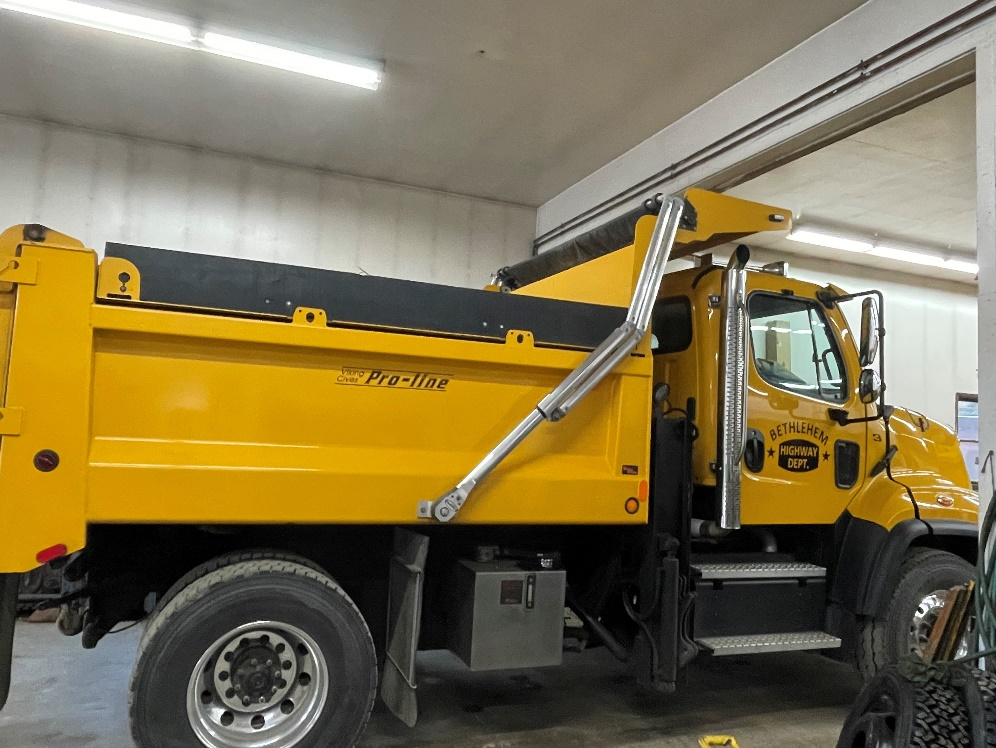 Viking
Cives Pro-line
BETHLEHEM
HIGHWAY
DEPT.
3